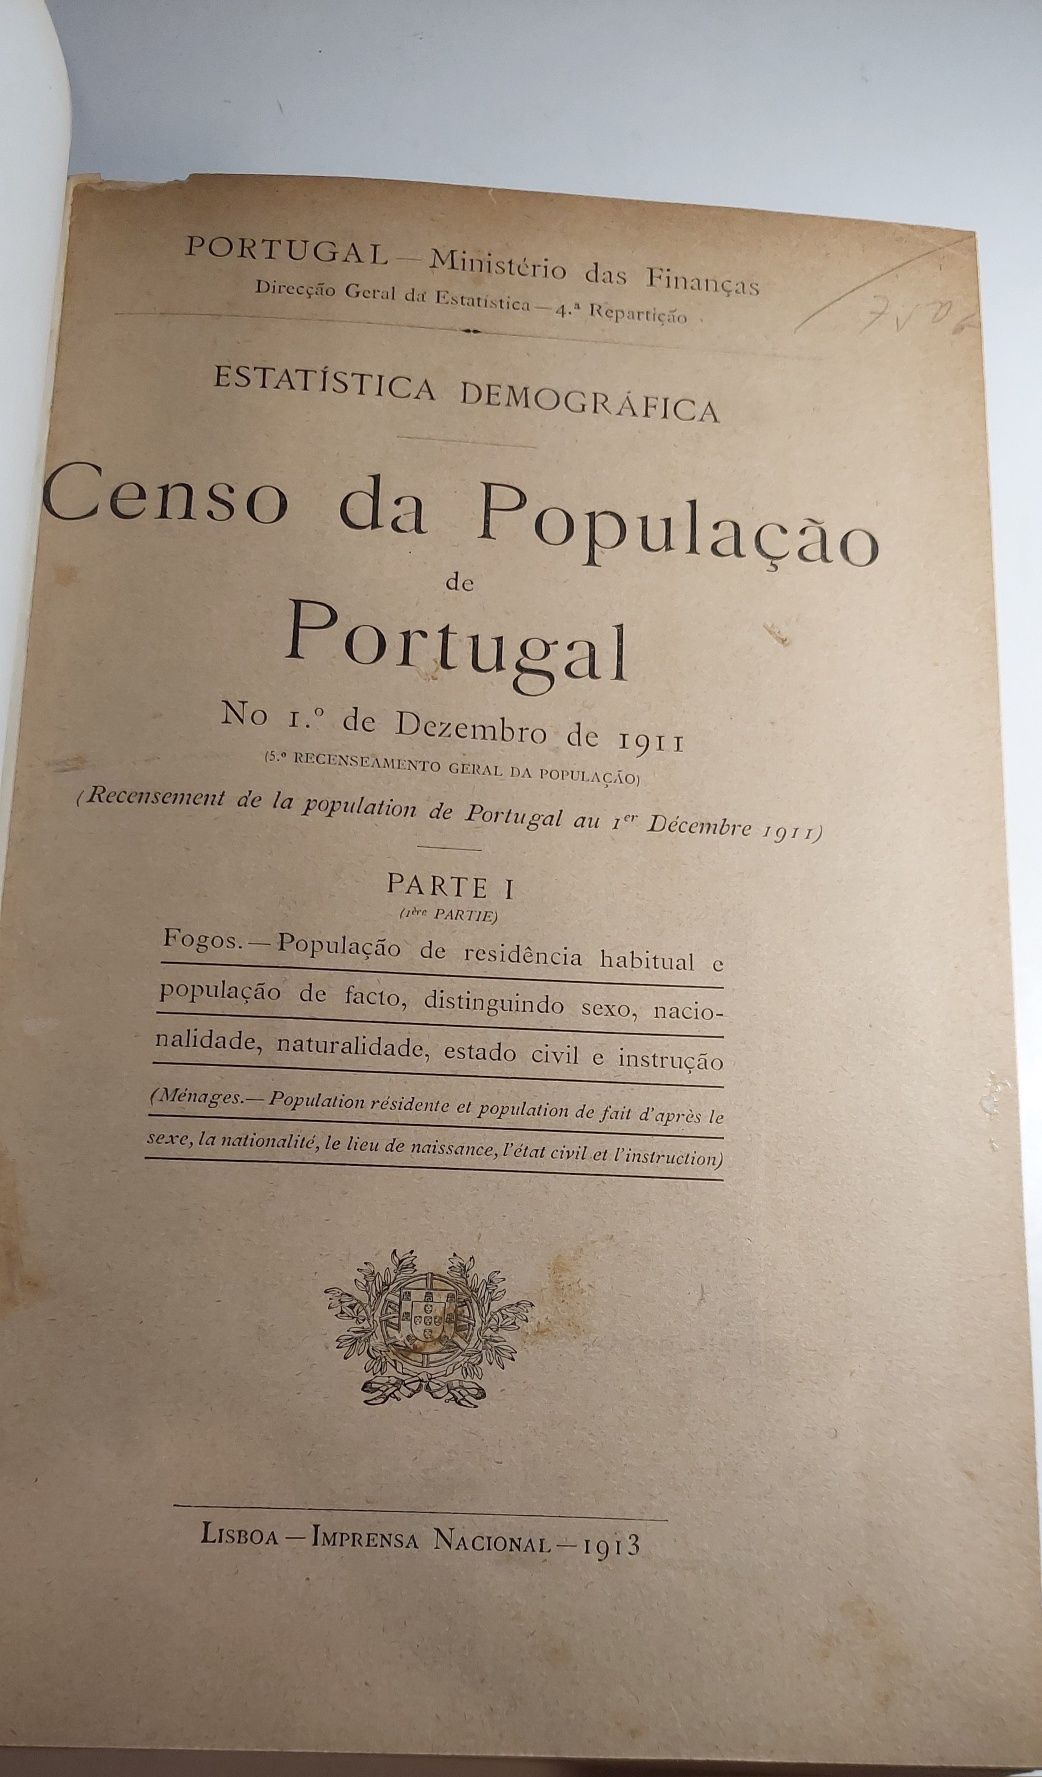 PORTUGAL — Ministério das Finanças
Direcção Geral da Estatística — 4.ª Repartição
ESTATÍSTICA DEMOGRÁFICA
Censo da População
de
Portugal
No 1.º de Dezembro de 1911
(5.º RECENSEAMENTO GERAL DA POPULAÇÃO)
(Recensement de la population de Portugal au 1er Décembre 1911)
PARTE I
(1ère PARTIE)
Fogos. — População de residência habitual e
população de facto, distinguindo sexo, nacio-
nalidade, naturalidade, estado civil e instrução
(Ménages. — Population résidente et population de fait d'après le
sexe, la nationalité, le lieu de naissance, l'état civil et l'instruction)
LISBOA — IMPRENSA NACIONAL — 1913